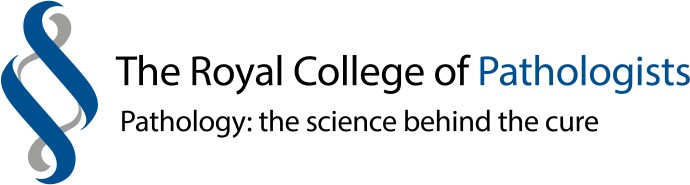 The Royal College of Pathologists
Pathology: the science behind the cure